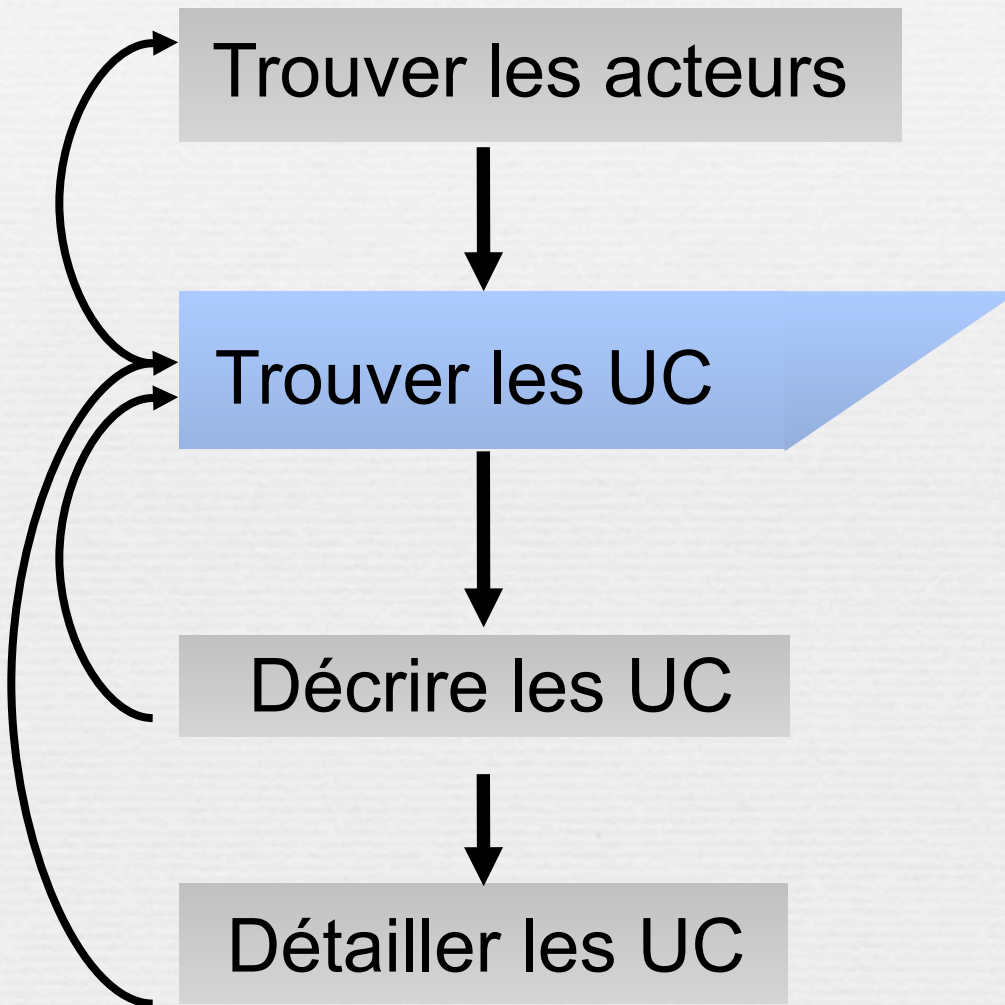 Trouver les acteurs
Trouver les UC
Décrire les UC
Détailler les UC